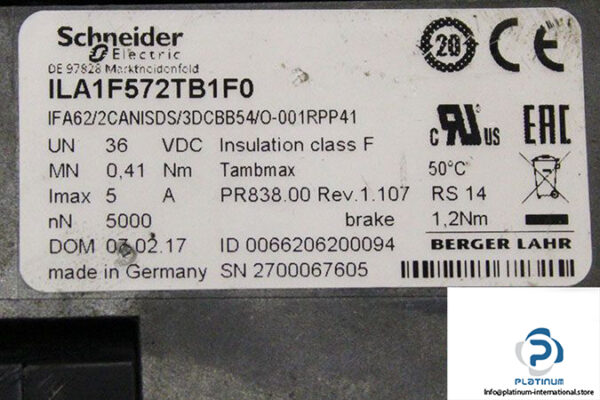 Schneider
Electric
DE 97828 Marktheidenfeld
20
ILA1F572TB1F0
IFA62/2CANISDS/3DCBB54/O-001RPP41
c RU US
EAC
UN 36 VDC Insulation class F
MN 0,41 Nm Tambmax 50°C
Imax 5 A PR838.00 Rev.1.107 RS 14
nN 5000 brake 1,2Nm
DOM 07.02.17 ID 0066206200094 BERGER LAHR
made in Germany SN 2700067605
PLATINUM
Info@platinum-international.store